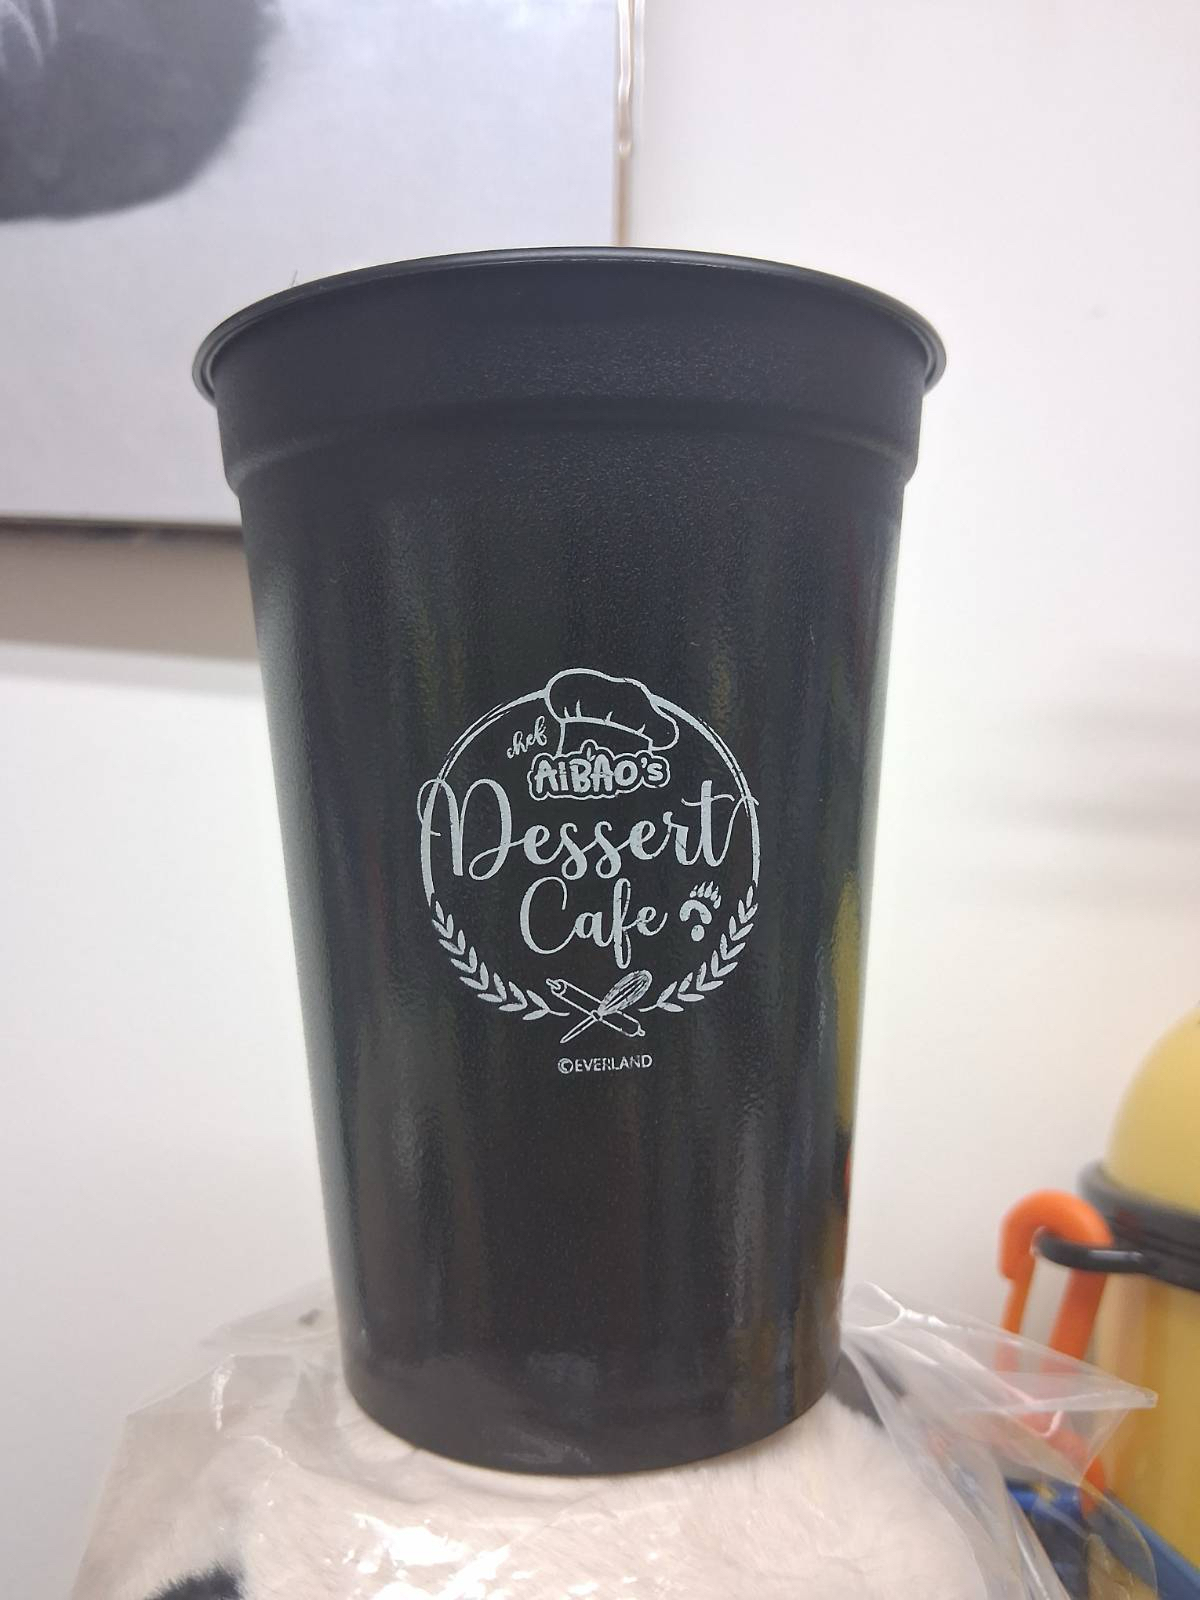 chef
AiBAO's
Dessert
Cafe
©EVERLAND